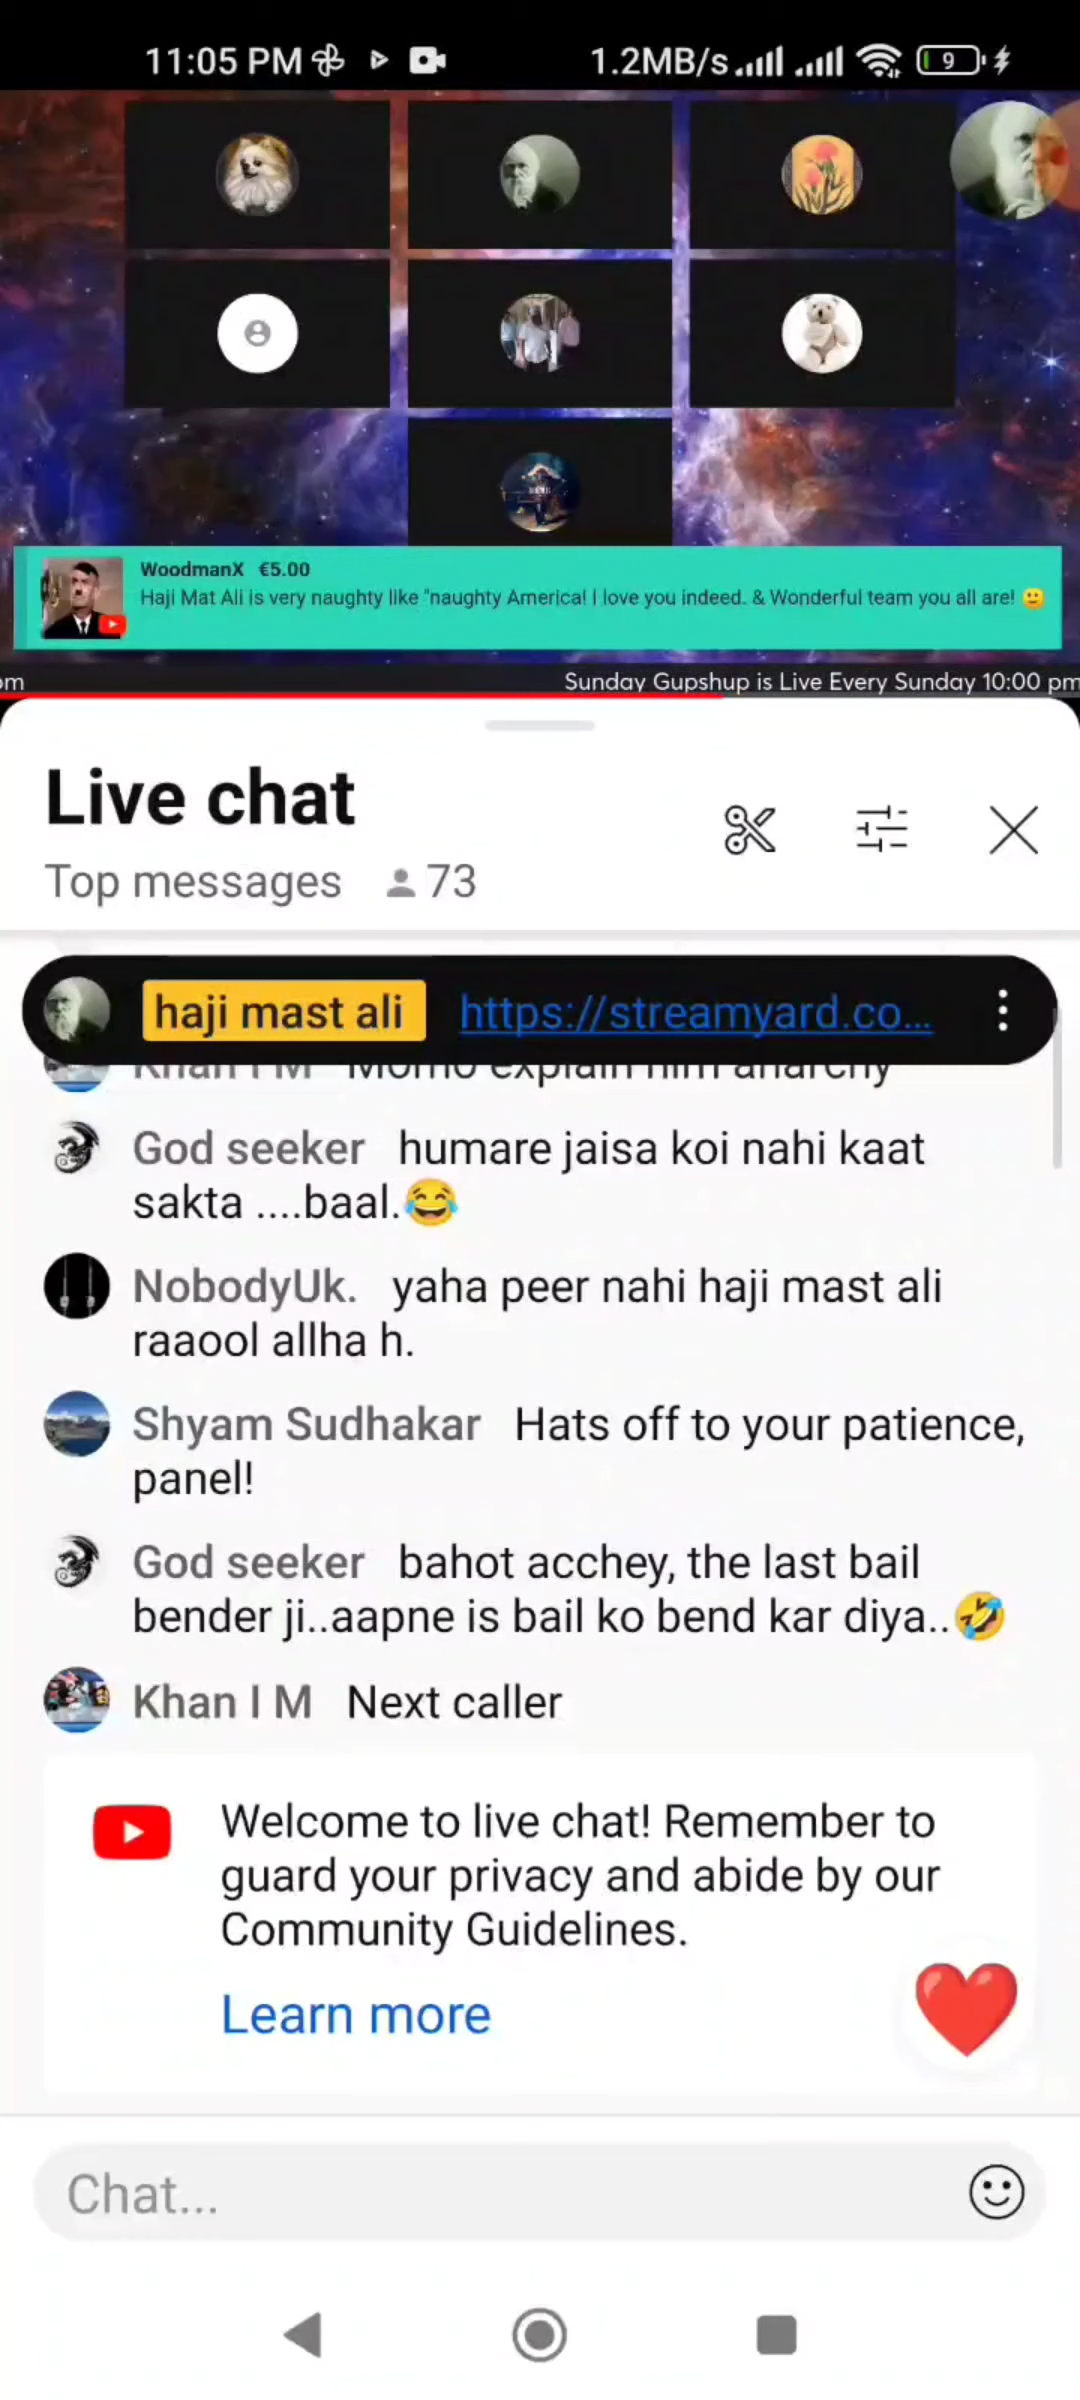 11:05 PM 1.2MB/s 9
WoodmanX €5.00
Haji Mat Ali is very naughty like "naughty America! I love you indeed. & Wonderful team you all are! 🙂
om Sunday Gupshup is Live Every Sunday 10:00 pm
Live chat
Top messages 73
haji mast ali https://streamyard.co...
Khan I M Momo explain him anarchy
God seeker humare jaisa koi nahi kaat
sakta ....baal.😂
NobodyUk. yaha peer nahi haji mast ali
raaool allha h.
Shyam Sudhakar Hats off to your patience,
panel!
God seeker bahot acchey, the last bail
bender ji..aapne is bail ko bend kar diya..🤣
Khan I M Next caller
Welcome to live chat! Remember to
guard your privacy and abide by our
Community Guidelines.
Learn more
Chat...